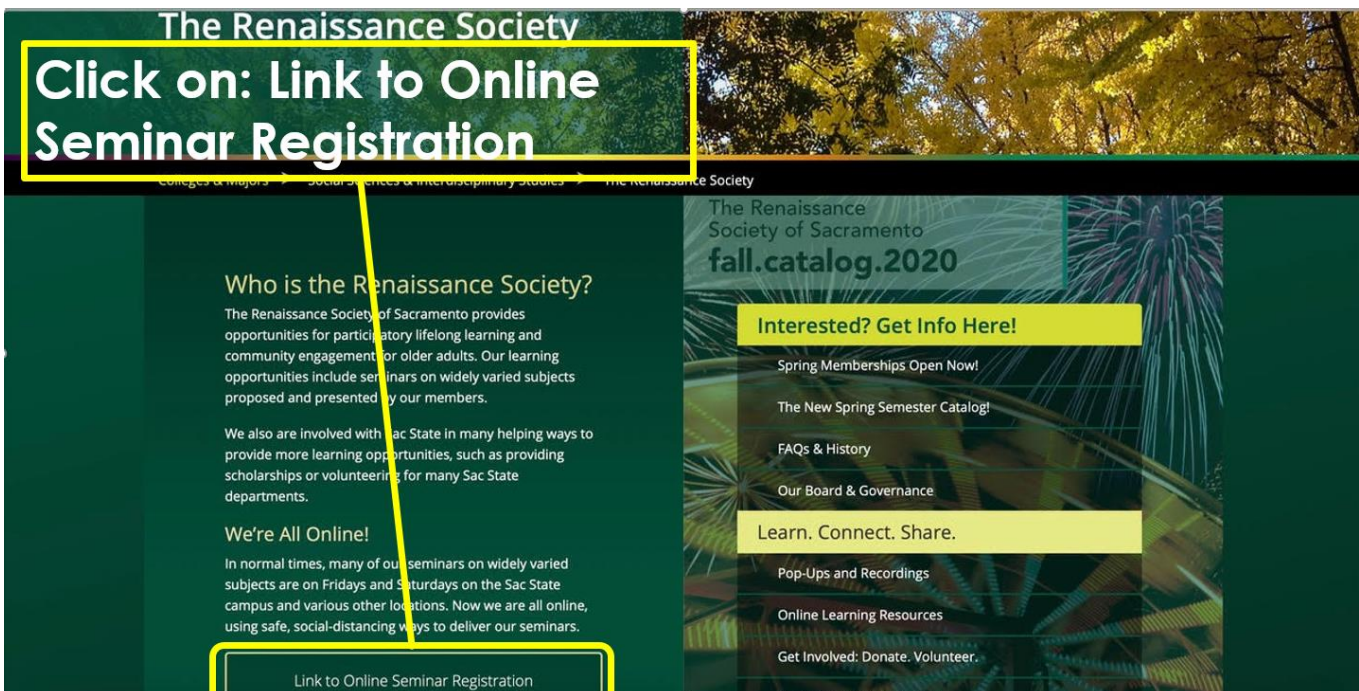 The Renaissance Society
Click on: Link to Online
Seminar Registration
Colleges & Majors > Social Sciences & Interdisciplinary Studies > The Renaissance Society
Who is the Renaissance Society?
The Renaissance Society of Sacramento provides
opportunities for participatory lifelong learning and
community engagement for older adults. Our learning
opportunities include seminars on widely varied subjects
proposed and presented by our members.
We also are involved with Sac State in many helping ways to
provide more learning opportunities, such as providing
scholarships or volunteering for many Sac State
departments.
We're All Online!
In normal times, many of our seminars on widely varied
subjects are on Fridays and Saturdays on the Sac State
campus and various other locations. Now we are all online,
using safe, social-distancing ways to deliver our seminars.
Link to Online Seminar Registration
The Renaissance
Society of Sacramento
fall.catalog.2020
Interested? Get Info Here!
Spring Memberships Open Now!
The New Spring Semester Catalog!
FAQs & History
Our Board & Governance
Learn. Connect. Share.
Pop-Ups and Recordings
Online Learning Resources
Get Involved: Donate. Volunteer.